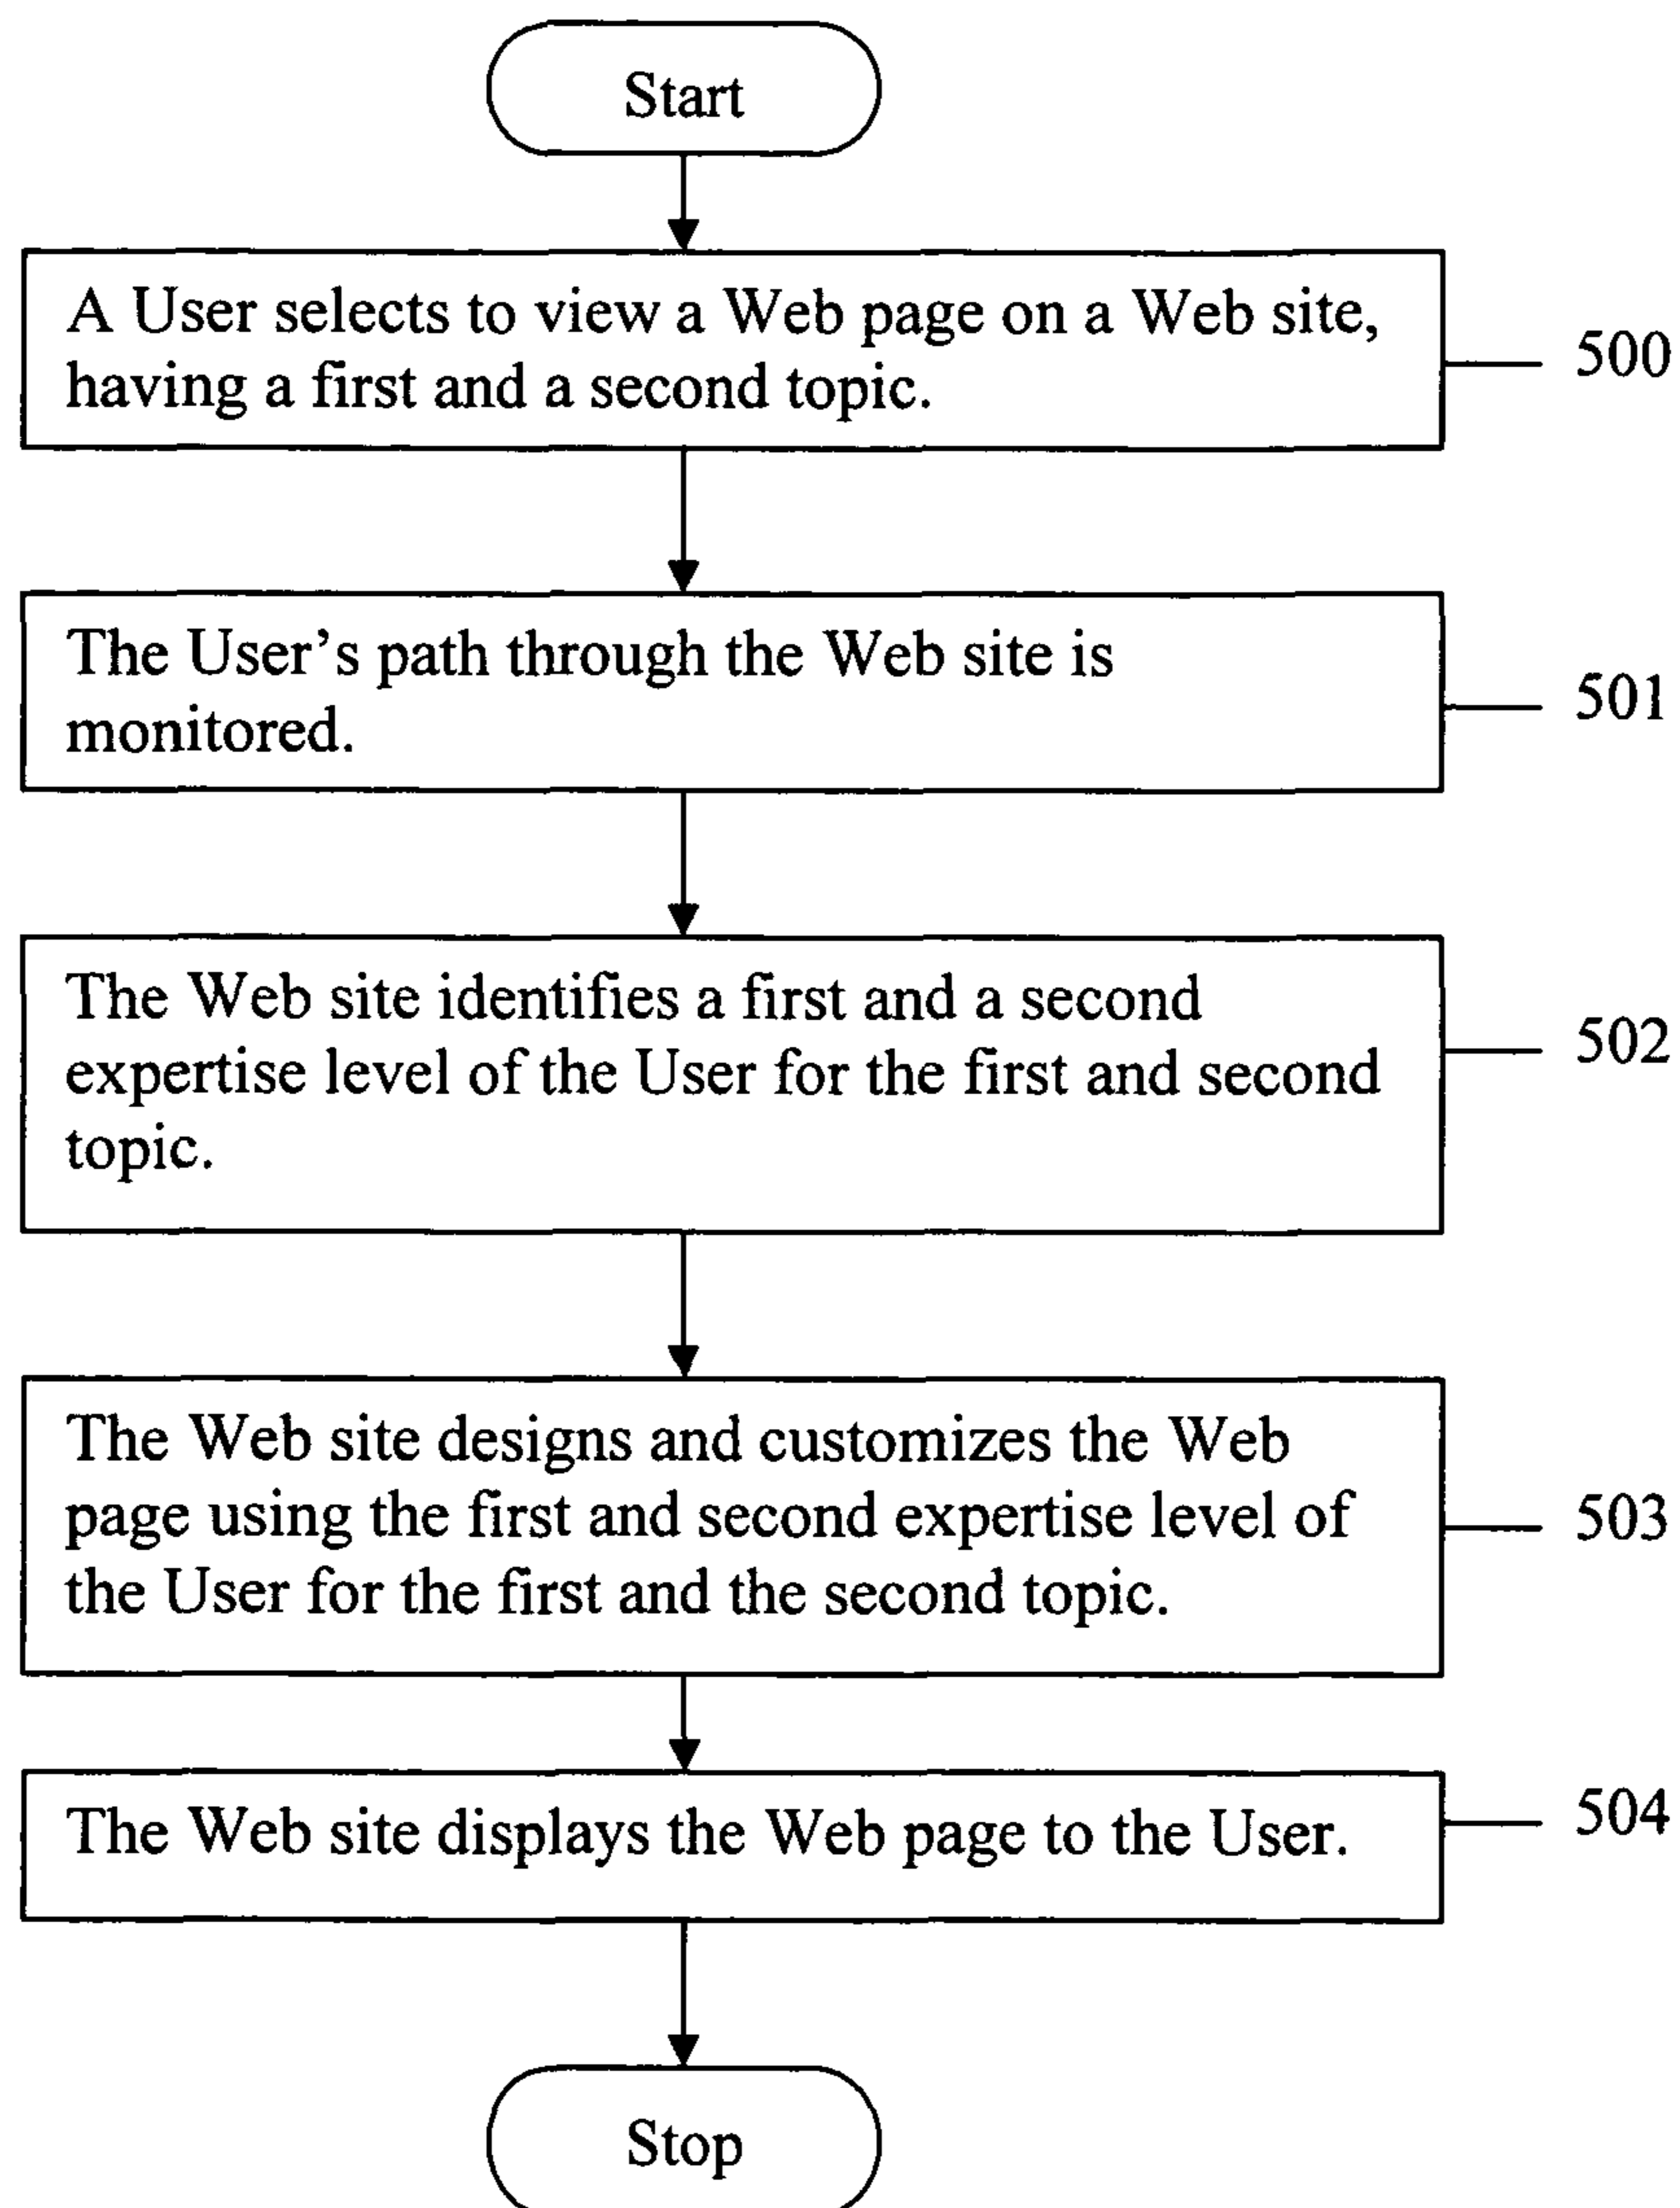 Start
A User selects to view a Web page on a Web site,
having a first and a second topic.
500
The User's path through the Web site is
monitored.
501
The Web site identifies a first and a second
expertise level of the User for the first and second
topic.
502
The Web site designs and customizes the Web
page using the first and second expertise level of
the User for the first and the second topic.
503
The Web site displays the Web page to the User.
504
Stop